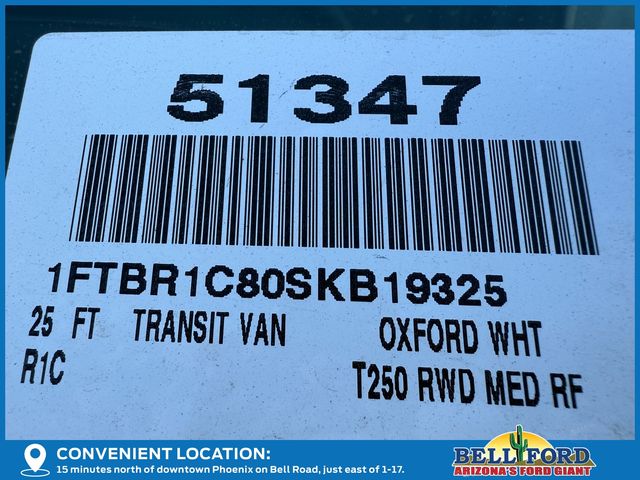 51347
1FTBR1C80SKB19325
25 FT TRANSIT VAN OXFORD WHT
R1C T250 RWD MED RF
CONVENIENT LOCATION:
15 minutes north of downtown Phoenix on Bell Road, just east of 1-17.
BELL FORD
ARIZONA'S FORD GIANT